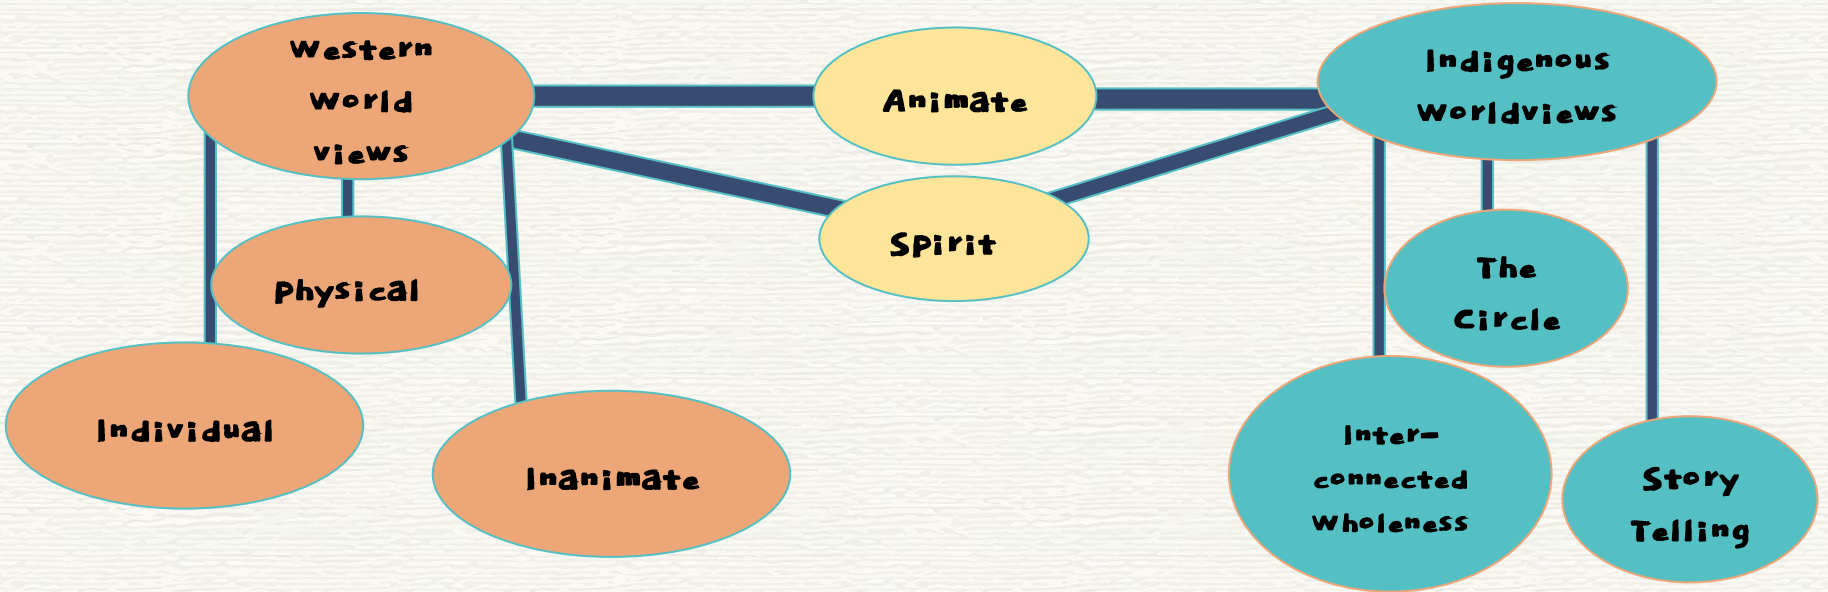 Western
World
views
Animate
Indigenous
Worldviews
Spirit
Physical
The
Circle
Individual
Inanimate
Inter-
connected
Wholeness
Story
Telling